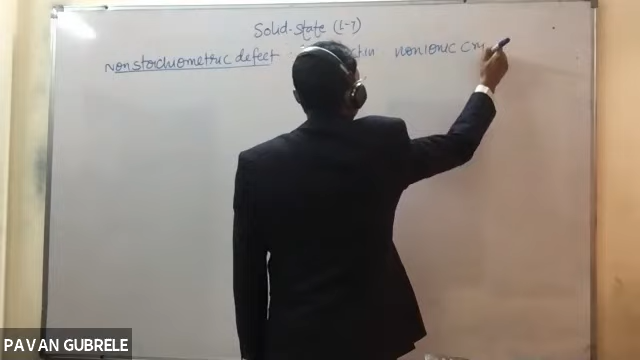 Solid-state (L-7)
Nonstoichiometric defect nonionic cry
PAVAN GUBRELE